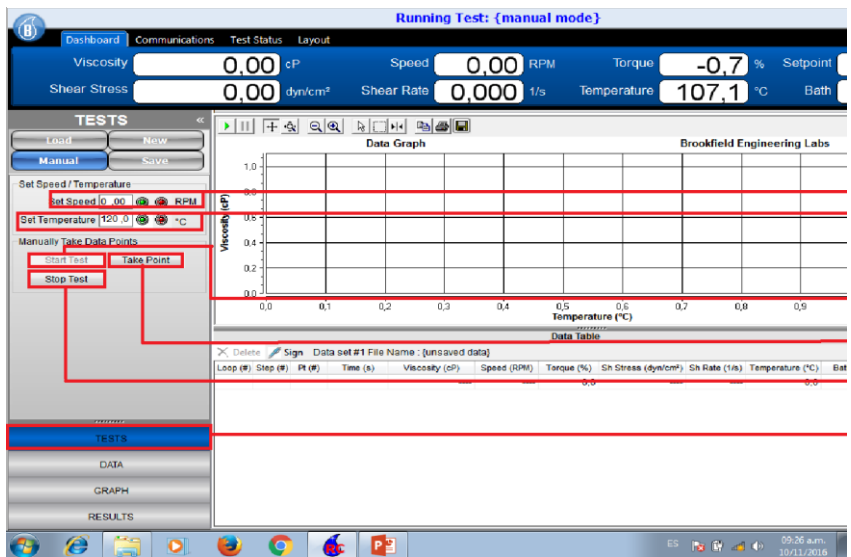 Running Test: {manual mode}
Dashboard Communications Test Status Layout
Viscosity 0,00 cP Speed 0,00 RPM Torque -0,7 % Setpoint
Shear Stress 0,00 dyn/cm² Shear Rate 0,000 1/s Temperature 107,1 °C Bath
TESTS «
Load New
Manual Save
Set Speed / Temperature
Set Speed 0 ,00 RPM
Set Temperature 120 ,0 °C
Manually Take Data Points
Start Test Take Point
Stop Test
TESTS
DATA
GRAPH
RESULTS
Data Graph Brookfield Engineering Labs
Viscosity (cP)
1,0
0,8
0,6
0,4
0,2
0,0
0,0 0,1 0,2 0,3 0,4 0,5 0,6 0,7 0,8 0,9
Temperature (°C)
Data Table
Delete Sign Data set #1 File Name : {unsaved data}
Loop (#) Step (#) Pt (#) Time (s) Viscosity (cP) Speed (RPM) Torque (%) Sh Stress (dyn/cm²) Sh Rate (1/s) Temperature (°C) Bat
---- ---- 0,0 ---- ---- 0,0
ES 09:26 a.m.
10/11/2016